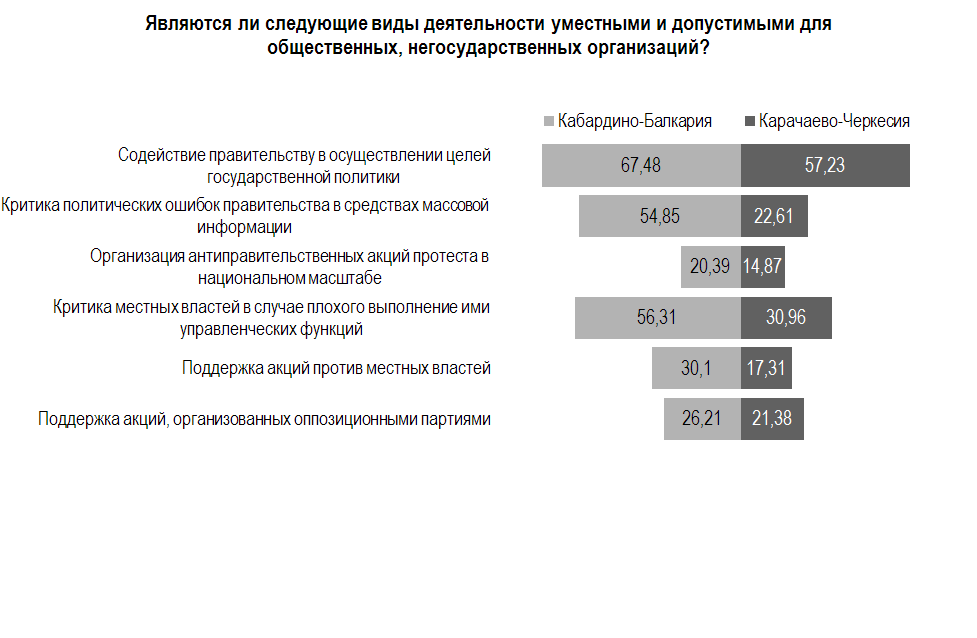 Являются ли следующие виды деятельности уместными и допустимыми для
общественных, негосударственных организаций?
Кабардино-Балкария Карачаево-Черкесия
Содействие правительству в осуществлении целей
государственной политики
67,48 57,23
Критика политических ошибок правительства в средствах массовой
информации
54,85 22,61
Организация антиправительственных акций протеста в
национальном масштабе
20,39 14,87
Критика местных властей в случае плохого выполнение ими
управленческих функций
56,31 30,96
Поддержка акций против местных властей
30,1 17,31
Поддержка акций, организованных оппозиционными партиями
26,21 21,38